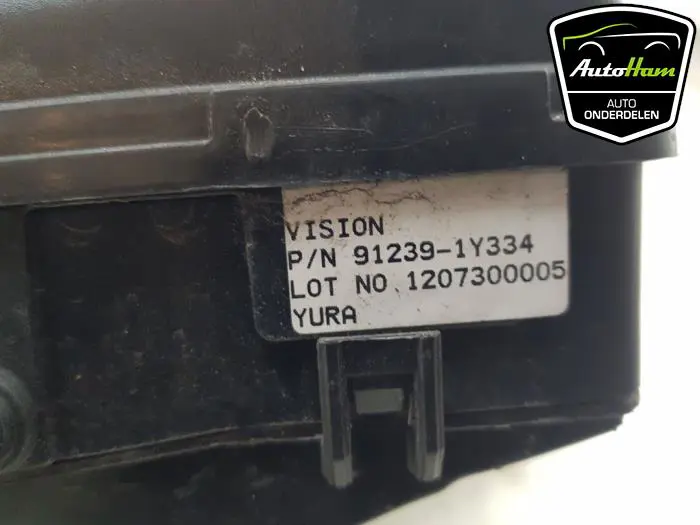 AutoHam
AUTO
ONDERDELEN
VISION
P/N 91239-1Y334
LOT NO.1207300005
YURA